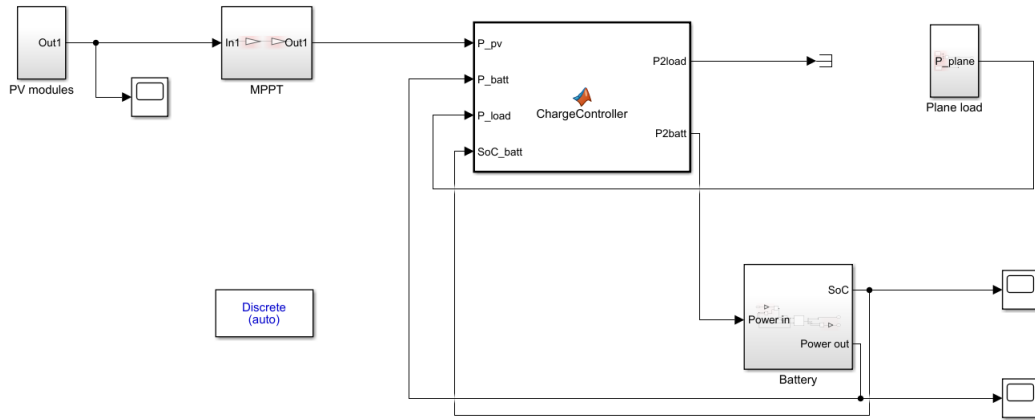 Out1
PV modules
In1
Out1
MPPT
P_pv
P_batt
P_load
SoC_batt
ChargeController
P2load
P2batt
P_plane
Plane load
Discrete
(auto)
SoC
Power in
Power out
Battery